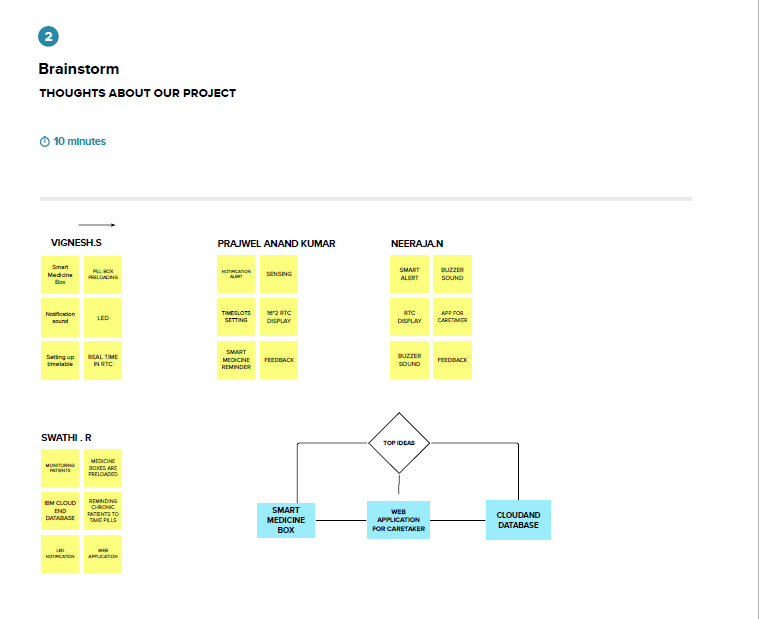 2
Brainstorm
THOUGHTS ABOUT OUR PROJECT
10 minutes
VIGNESH.S
Smart
Medicine
Box
PILL BOX
PRELOADING
Notification
sound
LED
Setting up
timetable
REAL TIME
IN RTC
PRAJWEL ANAND KUMAR
NOTIFICATION
ALERT
SENSING
TIMESLOTS
SETTING
16*2 RTC
DISPLAY
SMART
MEDICINE
REMINDER
FEEDBACK
NEERAJA.N
SMART
ALERT
BUZZER
SOUND
RTC
DISPLAY
APP FOR
CARETAKER
BUZZER
SOUND
FEEDBACK
SWATHI . R
MONITORING
PATIENTS
MEDICINE
BOXES ARE
PRELOADED
IBM CLOUD
END
DATABASE
REMINDING
CHRONIC
PATIENTS TO
TAKE PILLS
LED
NOTIFICATION
WEB
APPLICATION
TOP IDEAS
SMART
MEDICINE
BOX
WEB
APPLICATION
FOR CARETAKER
CLOUDAND
DATABASE